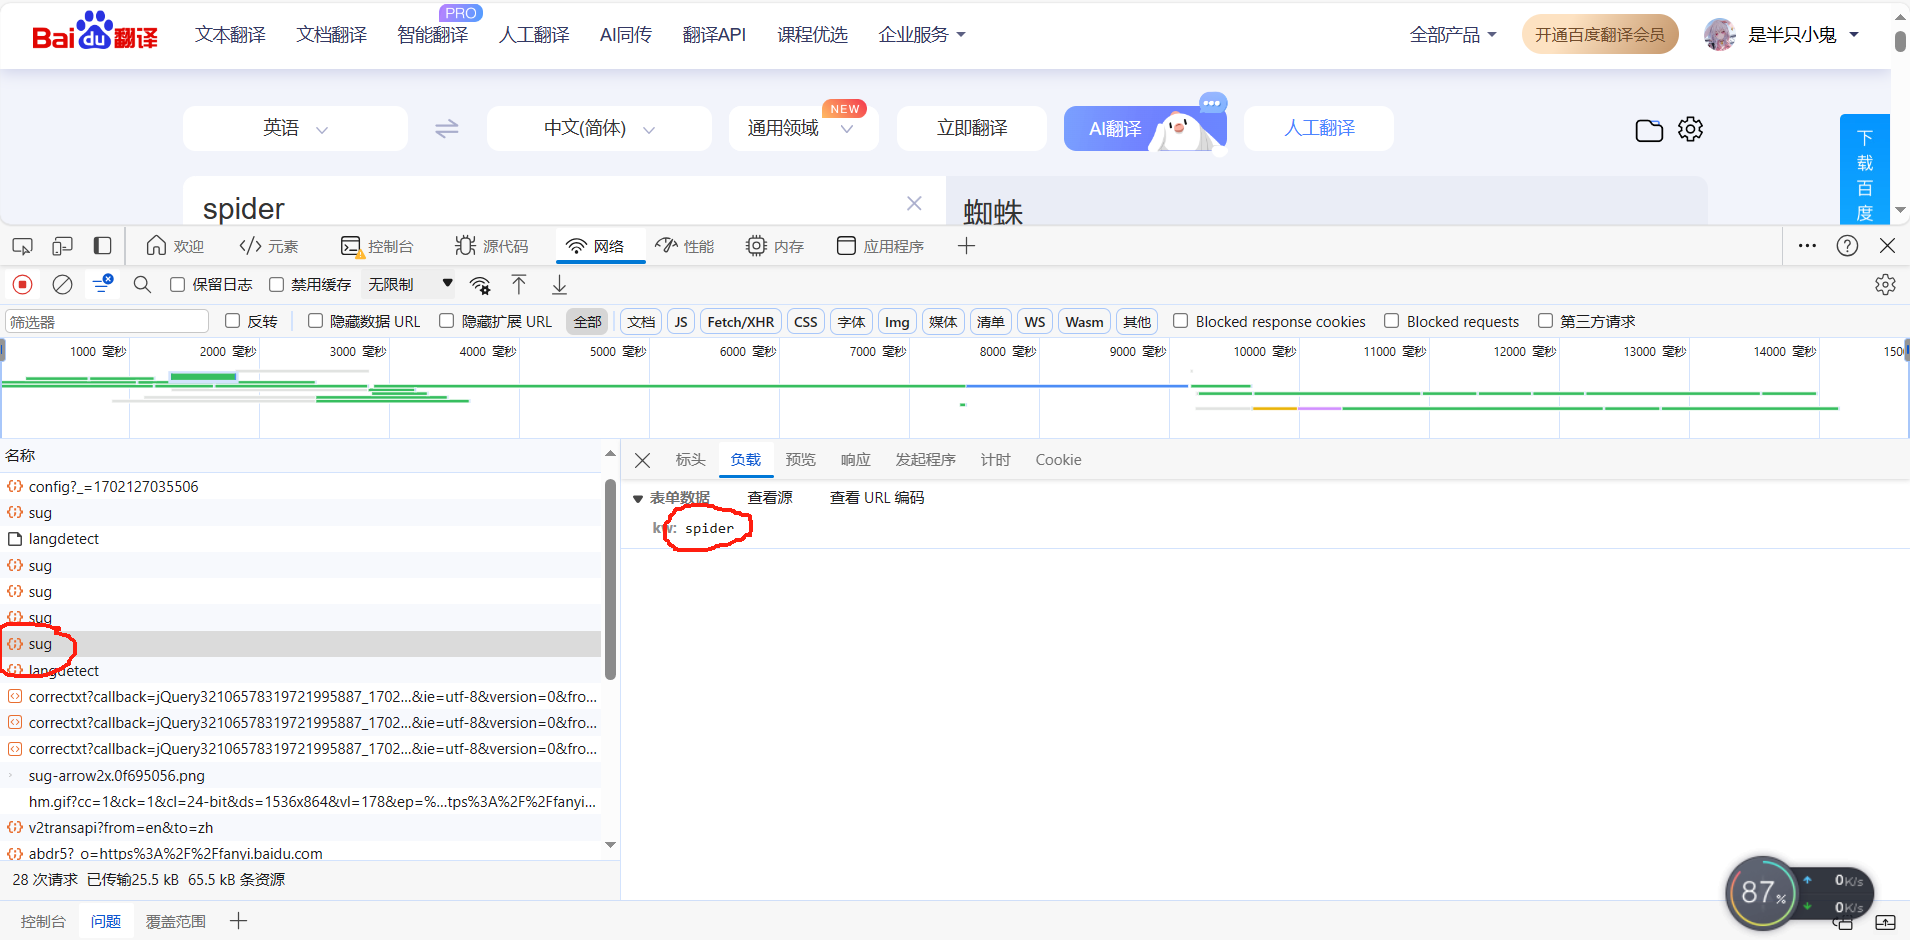 PRO
Bai du 翻译 文本翻译 文档翻译 智能翻译 人工翻译 AI同传 翻译API 课程优选 企业服务 全部产品 开通百度翻译会员 是半只小鬼
英语 中文(简体) 通用领域 NEW 立即翻译 AI翻译 人工翻译
下载百度
spider 蜘蛛
欢迎 元素 控制台 源代码 网络 性能 内存 应用程序
保留日志 禁用缓存 无限制
筛选器 反转 隐藏数据 URL 隐藏扩展 URL 全部 文档 JS Fetch/XHR CSS 字体 Img 媒体 清单 WS Wasm 其他 Blocked response cookies Blocked requests 第三方请求
1000 毫秒 2000 毫秒 3000 毫秒 4000 毫秒 5000 毫秒 6000 毫秒 7000 毫秒 8000 毫秒 9000 毫秒 10000 毫秒 11000 毫秒 12000 毫秒 13000 毫秒 14000 毫秒 150
名称
config?_=1702127035506
sug
langdetect
sug
sug
sug
sug
langdetect
correctxt?callback=jQuery32106578319721995887_1702...&ie=utf-8&version=0&fro...
correctxt?callback=jQuery32106578319721995887_1702...&ie=utf-8&version=0&fro...
correctxt?callback=jQuery32106578319721995887_1702...&ie=utf-8&version=0&fro...
sug-arrow2x.0f695056.png
hm.gif?cc=1&ck=1&cl=24-bit&ds=1536x864&vl=178&ep=%...tps%3A%2F%2Ffanyi...
v2transapi?from=en&to=zh
abdr5?_o=https%3A%2F%2Ffanyi.baidu.com
28 次请求 已传输25.5 kB 65.5 kB 条资源
标头 负载 预览 响应 发起程序 计时 Cookie
表单数据 查看源 查看 URL 编码
kw: spider
87% 0K/s
0K/s
控制台 问题 覆盖范围